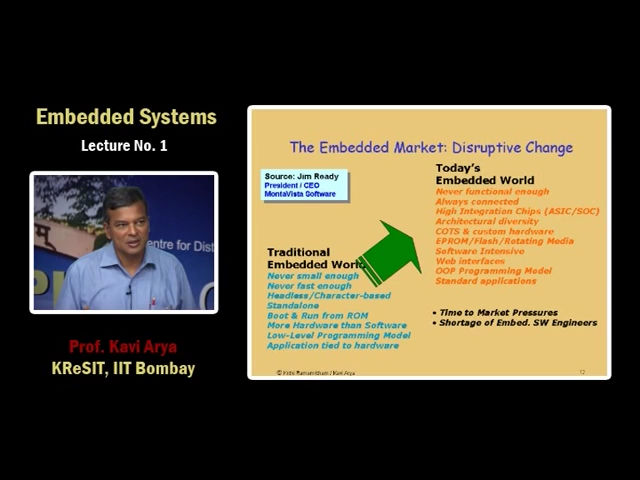 Embedded Systems
Lecture No. 1
entre for Dist
Prof. Kavi Arya
KReSIT, IIT Bombay
The Embedded Market: Disruptive Change
Source: Jim Ready
President / CEO
MontaVista Software
Traditional
Embedded World
Never small enough
Never fast enough
Headless/Character-based
Standalone
Boot & Run from ROM
More Hardware than Software
Low-Level Programming Model
Application tied to hardware
Today's
Embedded World
Never functional enough
Always connected
High Integration Chips (ASIC/SOC)
Architectural diversity
COTS & custom hardware
EPROM/Flash/Rotating Media
Software Intensive
Web interfaces
OOP Programming Model
Standard applications
• Time to Market Pressures
• Shortage of Embed. SW Engineers
© Krithi Ramamritham / Kavi Arya
12